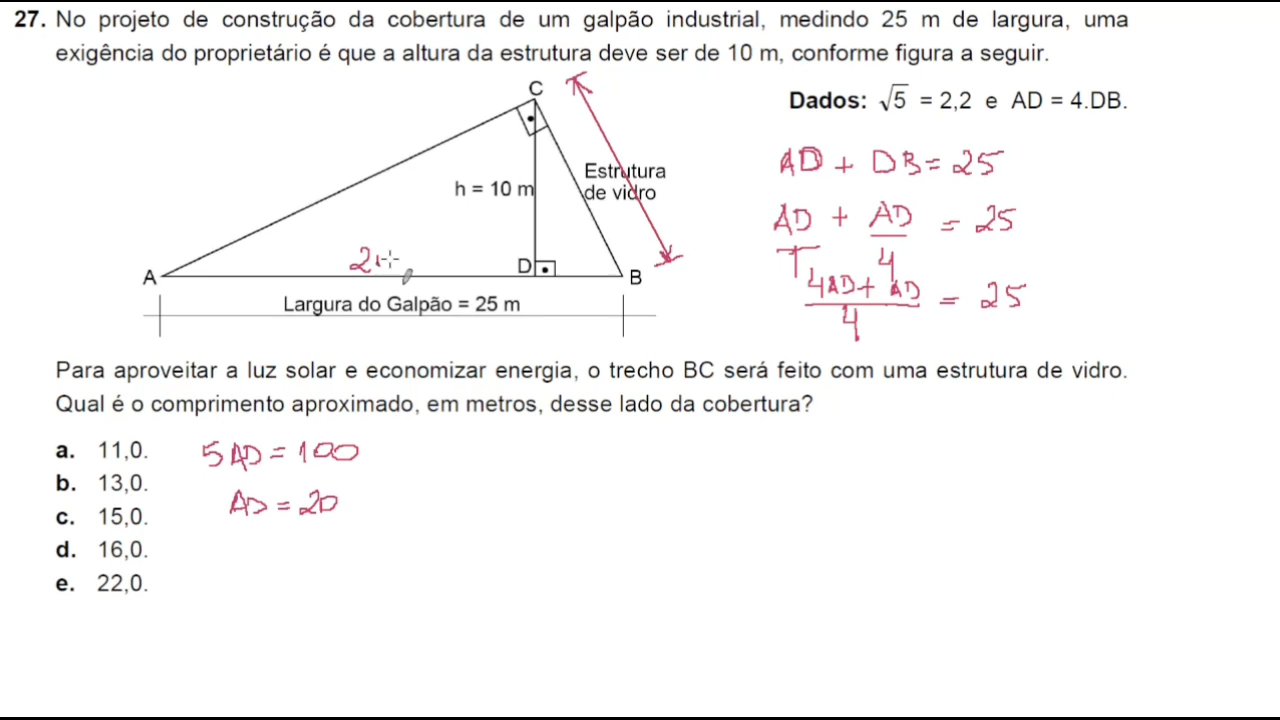 27. No projeto de construção da cobertura de um galpão industrial, medindo 25 m de largura, uma
exigência do proprietário é que a altura da estrutura deve ser de 10 m, conforme figura a seguir.
C
Dados: √5 = 2,2 e AD = 4.DB.
AD + DB = 25
Estrutura
de vidro
h = 10 m
AD + AD/4 = 25
2
A
D
B
4AD + AD / 4 = 25
Largura do Galpão = 25 m
Para aproveitar a luz solar e economizar energia, o trecho BC será feito com uma estrutura de vidro.
Qual é o comprimento aproximado, em metros, desse lado da cobertura?
a. 11,0.
5AD = 100
b. 13,0.
AD = 20
c. 15,0.
d. 16,0.
e. 22,0.